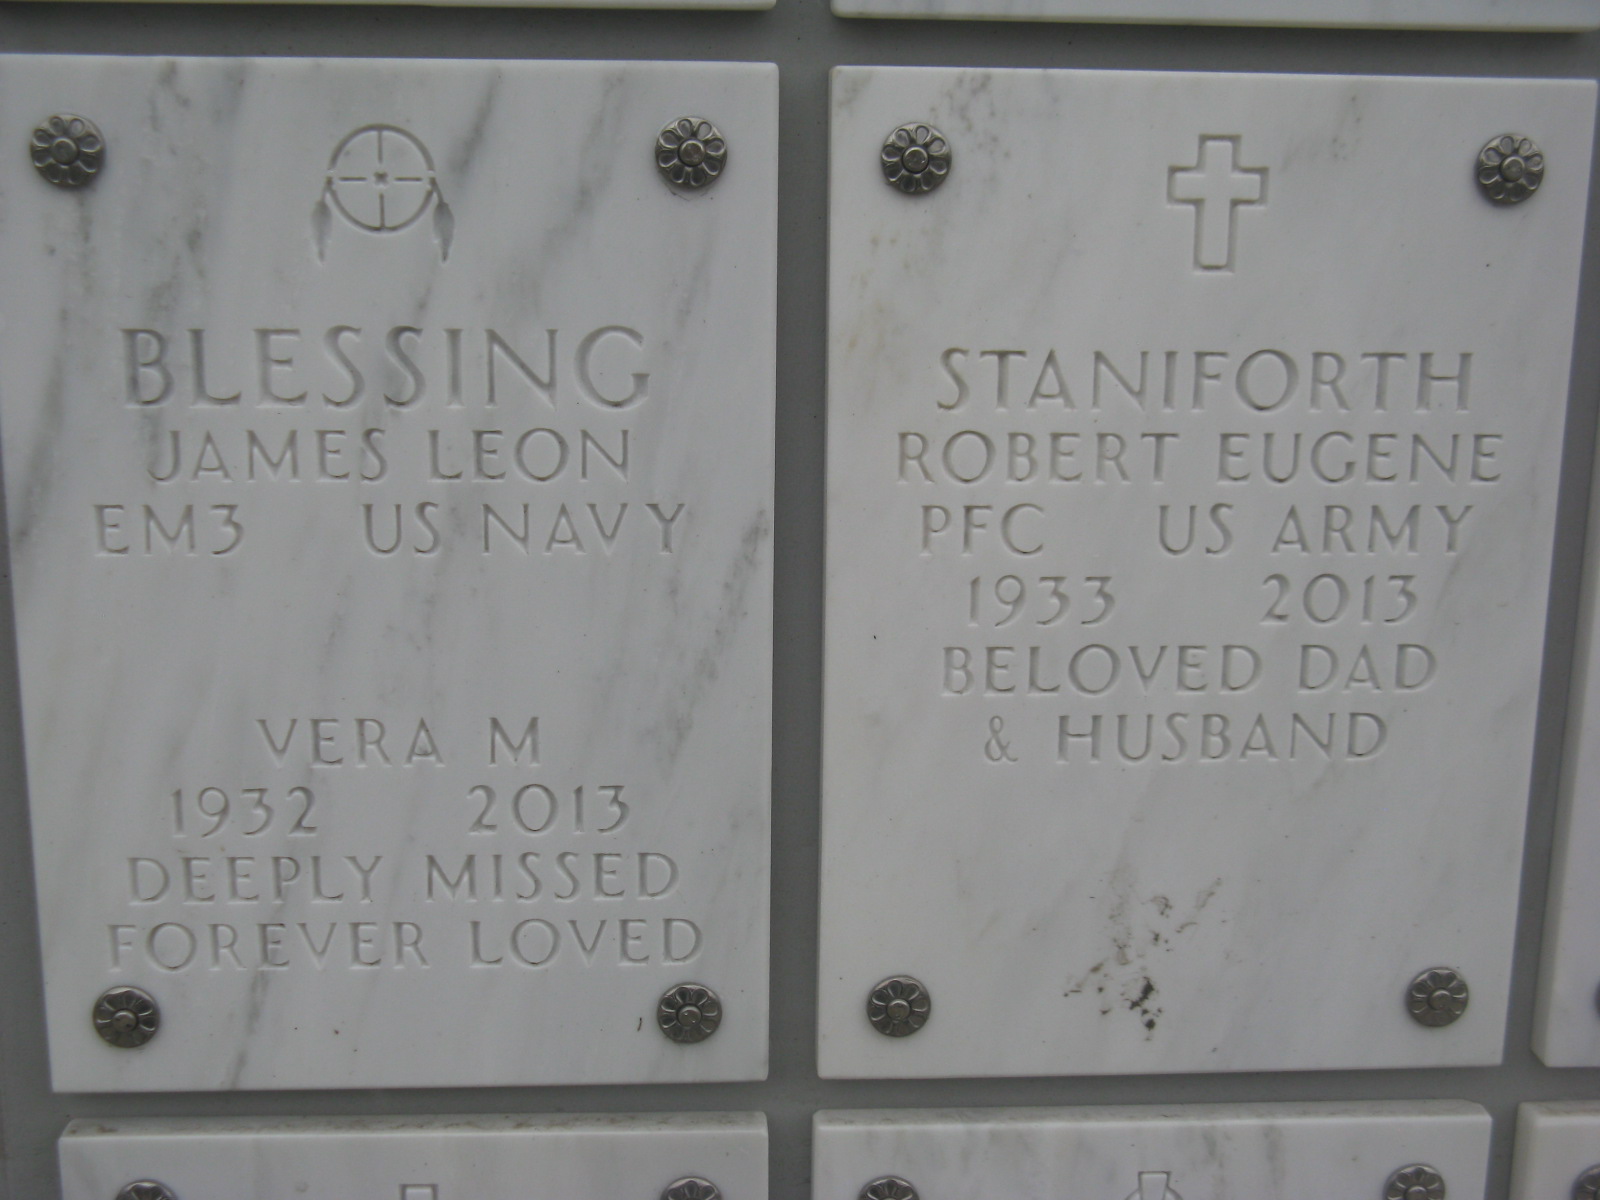 BLESSING
JAMES LEON
EM3 US NAVY
VERA M
1932 2013
DEEPLY MISSED
FOREVER LOVED
STANIFORTH
ROBERT EUGENE
PFC US ARMY
1933 2013
BELOVED DAD
& HUSBAND